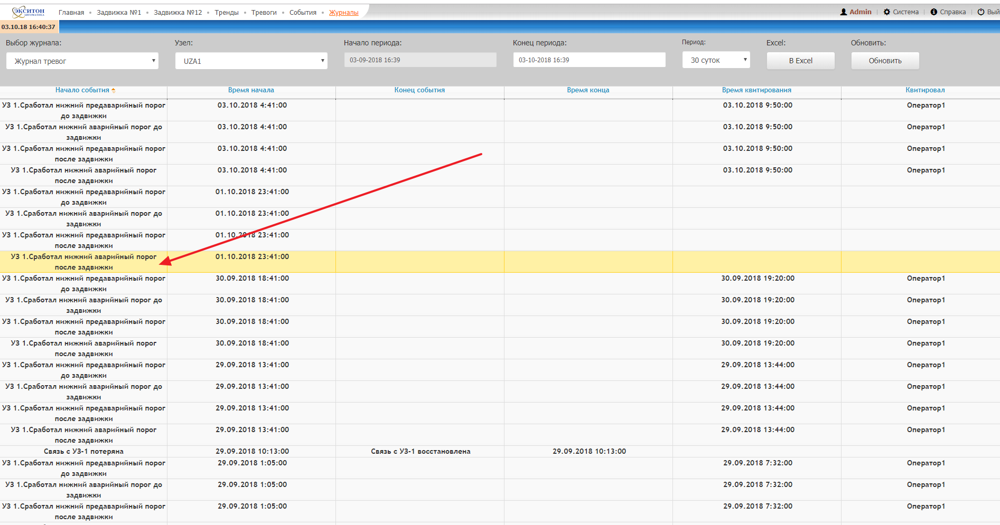 ЭКСИТОН
АВТОМАТИКА
Главная • Задвижка №1 • Задвижка №12 • Тренды • Тревоги • События • Журналы
Admin | Система | Справка | Вый
03.10.18 16:40:37
Выбор журнала: Узел: Начало периода: Конец периода: Период: Excel: Обновить:
Журнал тревог UZA1 03-09-2018 16:39 03-10-2018 16:39 30 суток В Excel Обновить
Начало события Время начала Конец события Время конца Время квитирования Квитировал
УЗ 1.Сработал нижний предаварийный порог 03.10.2018 4:41:00 03.10.2018 9:50:00 Оператор1
до задвижки
УЗ 1.Сработал нижний аварийный порог до 03.10.2018 4:41:00 03.10.2018 9:50:00 Оператор1
задвижки
УЗ 1.Сработал нижний предаварийный порог 03.10.2018 4:41:00 03.10.2018 9:50:00 Оператор1
после задвижки
УЗ 1.Сработал нижний аварийный порог 03.10.2018 4:41:00 03.10.2018 9:50:00 Оператор1
после задвижки
УЗ 1.Сработал нижний предаварийный порог 01.10.2018 23:41:00
до задвижки
УЗ 1.Сработал нижний аварийный порог до 01.10.2018 23:41:00
задвижки
УЗ 1.Сработал нижний предаварийный порог 01.10.2018 23:41:00
после задвижки
УЗ 1.Сработал нижний аварийный порог 01.10.2018 23:41:00
после задвижки
УЗ 1.Сработал нижний предаварийный порог 30.09.2018 18:41:00 30.09.2018 19:20:00 Оператор1
до задвижки
УЗ 1.Сработал нижний аварийный порог до 30.09.2018 18:41:00 30.09.2018 19:20:00 Оператор1
задвижки
УЗ 1.Сработал нижний предаварийный порог 30.09.2018 18:41:00 30.09.2018 19:20:00 Оператор1
после задвижки
УЗ 1.Сработал нижний аварийный порог 30.09.2018 18:41:00 30.09.2018 19:20:00 Оператор1
после задвижки
УЗ 1.Сработал нижний предаварийный порог 29.09.2018 13:41:00 29.09.2018 13:44:00 Оператор1
до задвижки
УЗ 1.Сработал нижний аварийный порог до 29.09.2018 13:41:00 29.09.2018 13:44:00 Оператор1
задвижки
УЗ 1.Сработал нижний предаварийный порог 29.09.2018 13:41:00 29.09.2018 13:44:00 Оператор1
после задвижки
УЗ 1.Сработал нижний аварийный порог 29.09.2018 13:41:00 29.09.2018 13:44:00 Оператор1
после задвижки
Связь с УЗ-1 потеряна 29.09.2018 10:13:00 Связь с УЗ-1 восстановлена 29.09.2018 10:13:00
УЗ 1.Сработал нижний предаварийный порог 29.09.2018 1:05:00 29.09.2018 7:32:00 Оператор1
до задвижки
УЗ 1.Сработал нижний аварийный порог до 29.09.2018 1:05:00 29.09.2018 7:32:00 Оператор1
задвижки
УЗ 1.Сработал нижний предаварийный порог 29.09.2018 1:05:00 29.09.2018 7:32:00 Оператор1
после задвижки